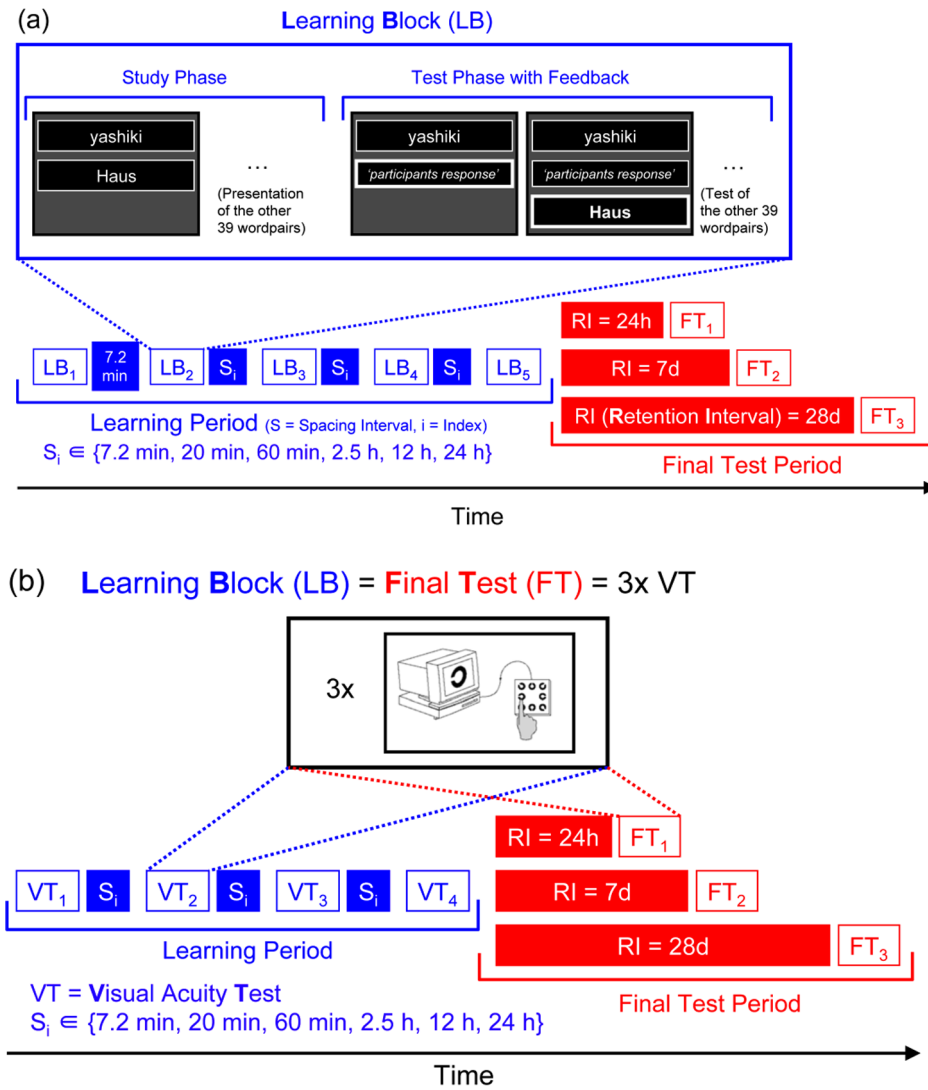 (a)
Learning Block (LB)
Study Phase
Test Phase with Feedback
yashiki
Haus
...
(Presentation
of the other
39 wordpairs)
yashiki
'participants response'
yashiki
'participants response'
Haus
...
(Test of
the other 39
wordpairs)
LB1
7.2
min
LB2
Si
LB3
Si
LB4
Si
LB5
RI = 24h
FT1
RI = 7d
FT2
RI (Retention Interval) = 28d
FT3
Learning Period (S = Spacing Interval, i = Index)
Si ∈ {7.2 min, 20 min, 60 min, 2.5 h, 12 h, 24 h}
Final Test Period
Time
(b)
Learning Block (LB) = Final Test (FT) = 3x VT
3x
RI = 24h
FT1
VT1
Si
VT2
Si
VT3
Si
VT4
RI = 7d
FT2
RI = 28d
FT3
Learning Period
VT = Visual Acuity Test
Si ∈ {7.2 min, 20 min, 60 min, 2.5 h, 12 h, 24 h}
Final Test Period
Time